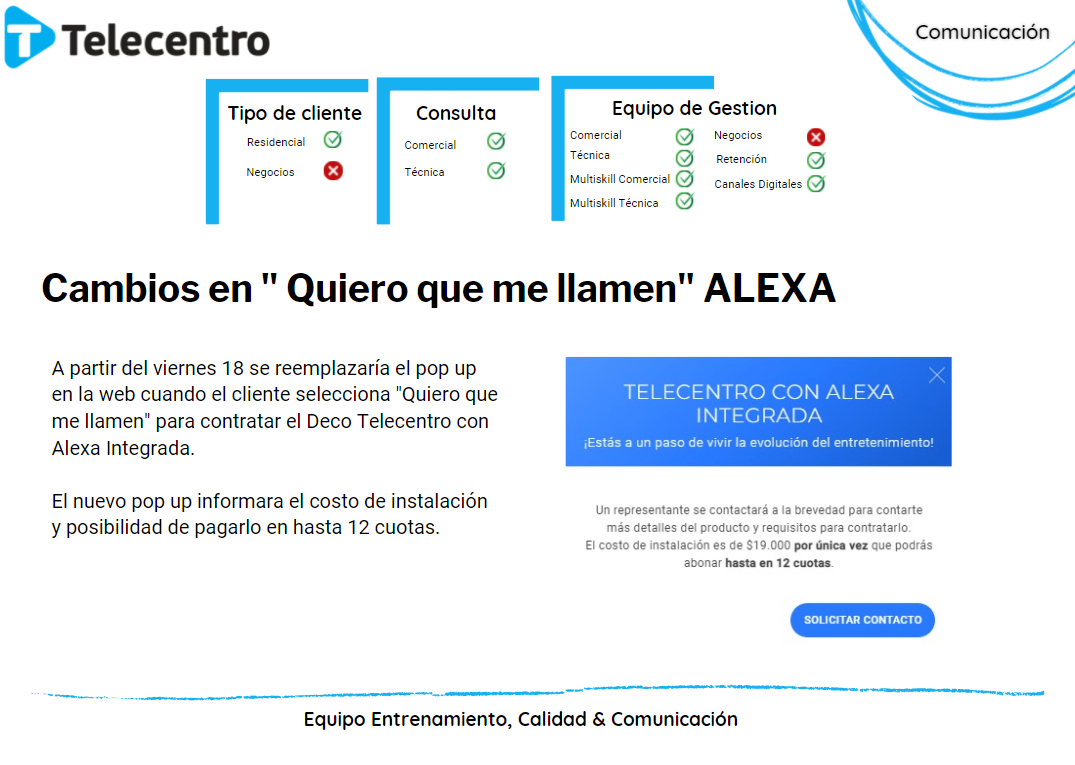 Telecentro
Comunicación
Tipo de cliente
Residencial
Negocios
Consulta
Comercial
Técnica
Equipo de Gestion
Comercial
Técnica
Multiskill Comercial
Multiskill Técnica
Negocios
Retención
Canales Digitales
Cambios en " Quiero que me llamen" ALEXA
A partir del viernes 18 se reemplazaría el pop up
en la web cuando el cliente selecciona "Quiero que
me llamen" para contratar el Deco Telecentro con
Alexa Integrada.
El nuevo pop up informara el costo de instalación
y posibilidad de pagarlo en hasta 12 cuotas.
TELECENTRO CON ALEXA
INTEGRADA
¡Estás a un paso de vivir la evolución del entretenimiento!
Un representante se contactará a la brevedad para contarte
más detalles del producto y requisitos para contratarlo.
El costo de instalación es de $19.000 por única vez que podrás
abonar hasta en 12 cuotas.
SOLICITAR CONTACTO
Equipo Entrenamiento, Calidad & Comunicación